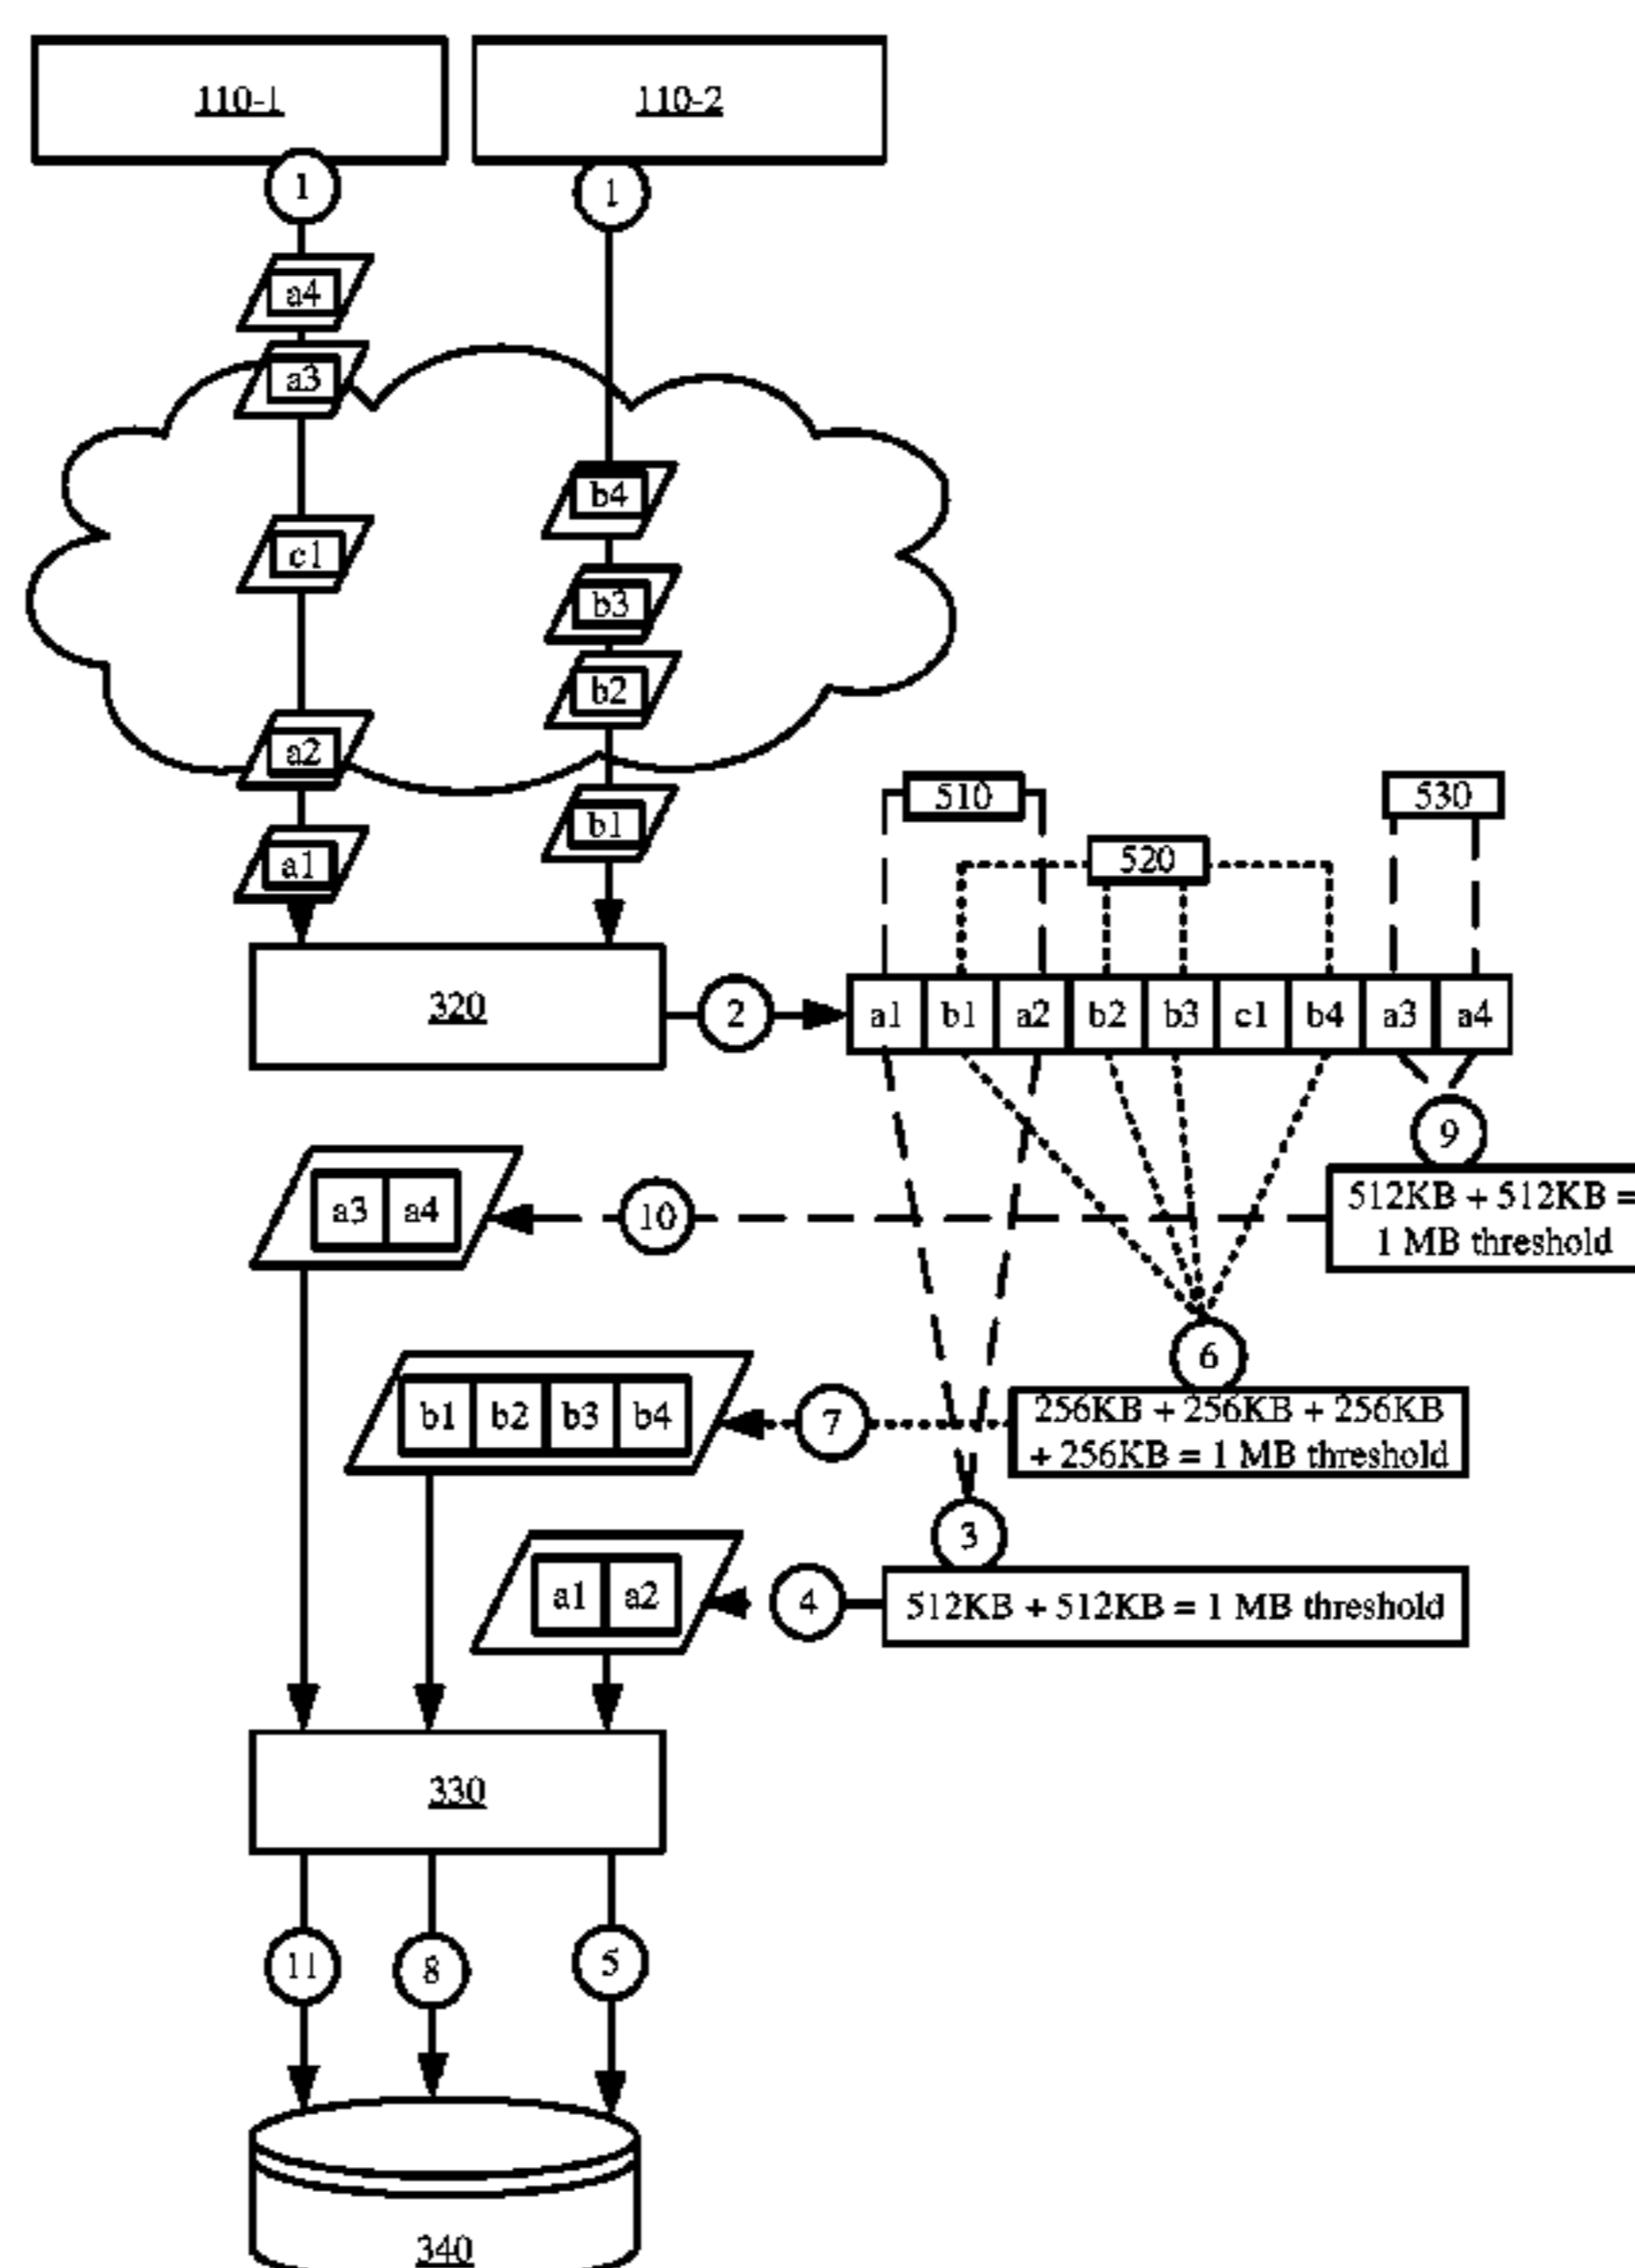 110-1
110-2
1
1
a4
a3
b4
c1
b3
b2
a2
b1
a1
510
530
520
320
2
a1 b1 a2 b2 b3 c1 b4 a3 a4
9
a3 a4
10
512KB + 512KB =
1 MB threshold
6
b1 b2 b3 b4
7
256KB + 256KB + 256KB
+ 256KB = 1 MB threshold
3
a1 a2
4
512KB + 512KB = 1 MB threshold
330
11
8
5
340